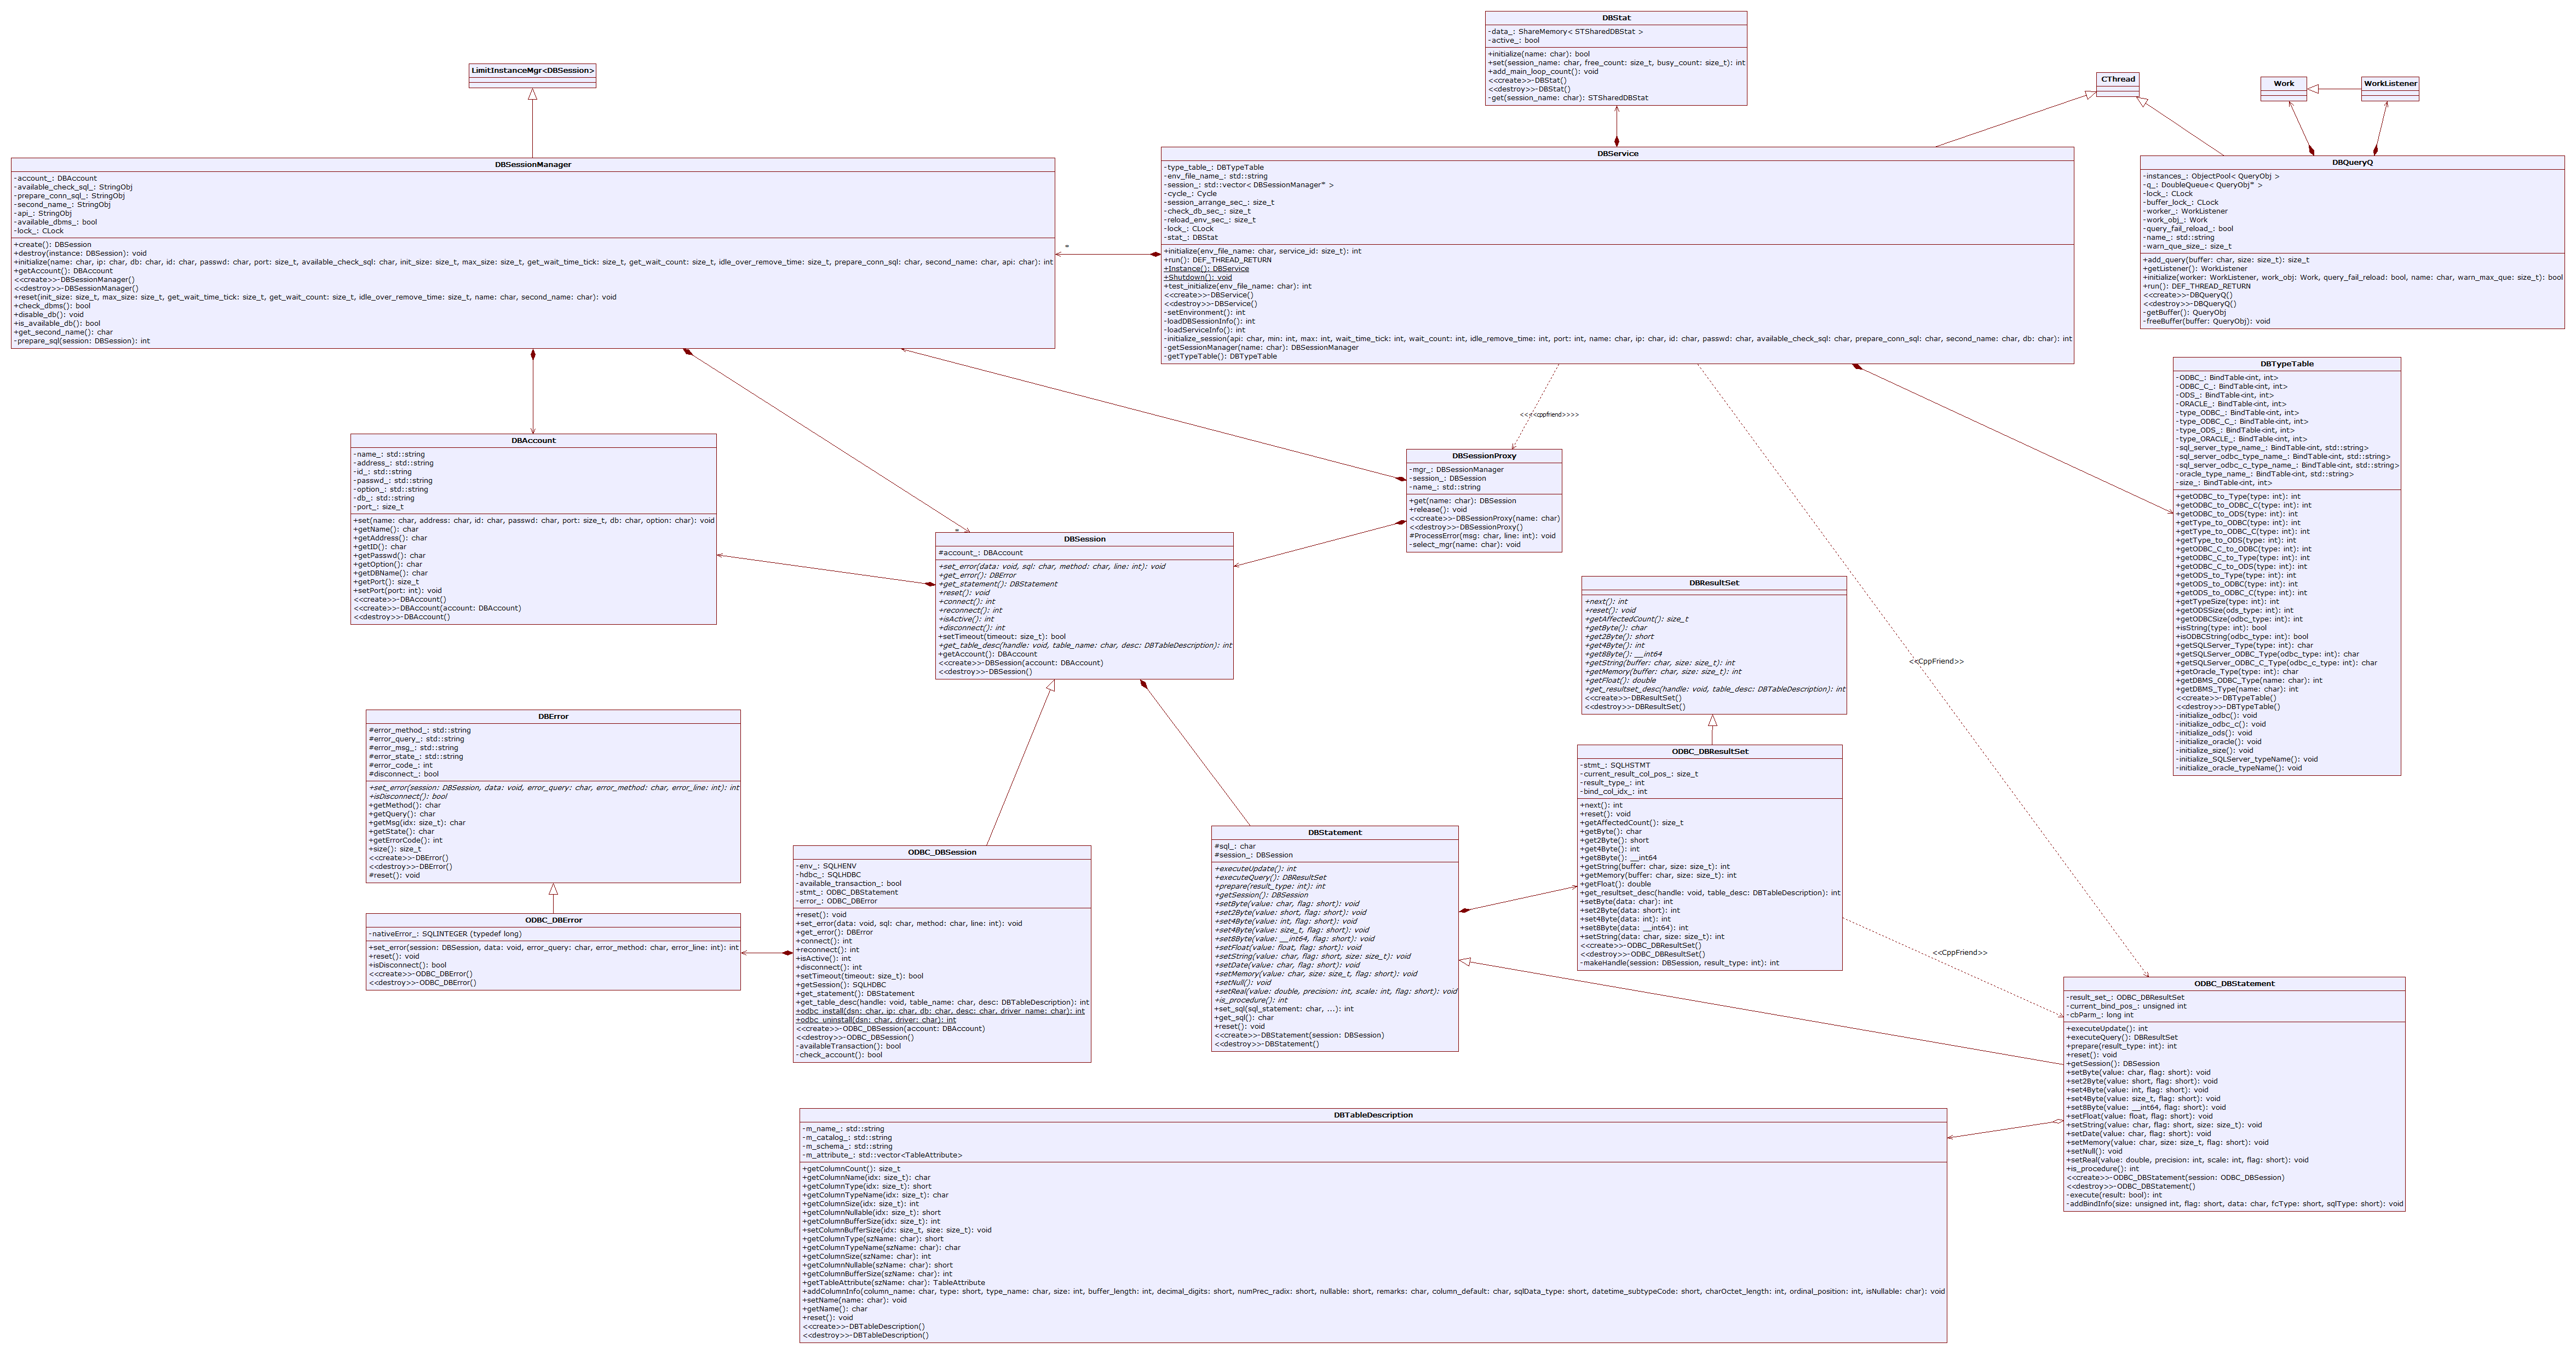 DBStat
-data_: ShareMemory< STSharedDBStat >
-active_: bool
+initialize(name: char): bool
+set(session_name: char, free_count: size_t, busy_count: size_t): int
+add_main_loop_count(): void
<<create>>-DBStat()
<<destroy>>-DBStat()
-get(session_name: char): STSharedDBStat
LimitInstanceMgr<DBSession>
CThread
Work
WorkListener
DBSessionManager
-account_: DBAccount
-available_check_sql_: StringObj
-prepare_conn_sql_: StringObj
-second_name_: StringObj
-api_: StringObj
-available_dbms_: bool
-lock_: CLock
+create(): DBSession
+destroy(instance: DBSession): void
+initialize(name: char, ip: char, db: char, id: char, passwd: char, port: size_t, available_check_sql: char, init_size: size_t, max_size: size_t, get_wait_time_tick: size_t, get_wait_count: size_t, idle_over_remove_time: size_t, prepare_conn_sql: char, second_name: char, api: char): int
+getAccount(): DBAccount
<<create>>-DBSessionManager()
<<destroy>>-DBSessionManager()
+reset(init_size: size_t, max_size: size_t, get_wait_time_tick: size_t, get_wait_count: size_t, idle_over_remove_time: size_t, name: char, second_name: char): void
+check_dbms(): bool
+disable_db(): void
+is_available_db(): bool
+get_second_name(): char
-prepare_sql(session: DBSession): int
*
DBService
-type_table_: DBTypeTable
-env_file_name_: std::string
-session_: std::vector< DBSessionManager* >
-cycle_: Cycle
-session_arrange_sec_: size_t
-check_db_sec_: size_t
-reload_env_sec_: size_t
-lock_: CLock
-stat_: DBStat
+initialize(env_file_name: char, service_id: size_t): int
+run(): DEF_THREAD_RETURN
+Instance(): DBService
+Shutdown(): void
+test_initialize(env_file_name: char): int
<<create>>-DBService()
<<destroy>>-DBService()
-setEnvironment(): int
-loadDBSessionInfo(): int
-loadServiceInfo(): int
-initialize_session(api: char, min: int, max: int, wait_time_tick: int, wait_count: int, idle_remove_time: int, port: int, name: char, ip: char, id: char, passwd: char, available_check_sql: char, prepare_conn_sql: char, second_name: char, db: char): int
-getSessionManager(name: char): DBSessionManager
-getTypeTable(): DBTypeTable
DBQueryQ
-instances_: ObjectPool< QueryObj >
-q_: DoubleQueue< QueryObj* >
-lock_: CLock
-buffer_lock_: CLock
-worker_: WorkListener
-work_obj_: Work
-query_fail_reload_: bool
-name_: std::string
-warn_que_size_: size_t
+add_query(buffer: char, size: size_t): size_t
+getListener(): WorkListener
+initialize(worker: WorkListener, work_obj: Work, query_fail_reload: bool, name: char, warn_max_que: size_t): bool
+run(): DEF_THREAD_RETURN
<<create>>-DBQueryQ()
<<destroy>>-DBQueryQ()
-getBuffer(): QueryObj
-freeBuffer(buffer: QueryObj): void
DBTypeTable
-ODBC_: BindTable<int, int>
-ODBC_C_: BindTable<int, int>
-ODS_: BindTable<int, int>
-ORACLE_: BindTable<int, int>
-type_ODBC_: BindTable<int, int>
-type_ODBC_C_: BindTable<int, int>
-type_ODS_: BindTable<int, int>
-type_ORACLE_: BindTable<int, int>
-sql_server_type_name_: BindTable<int, std::string>
-sql_server_odbc_type_name_: BindTable<int, std::string>
-sql_server_odbc_c_type_name_: BindTable<int, std::string>
-oracle_type_name_: BindTable<int, std::string>
-size_: BindTable<int, int>
+getODBC_to_Type(type: int): int
+getODBC_to_ODBC_C(type: int): int
+getODBC_to_ODS(type: int): int
+getType_to_ODBC(type: int): int
+getType_to_ODBC_C(type: int): int
+getType_to_ODS(type: int): int
+getODBC_C_to_ODBC(type: int): int
+getODBC_C_to_Type(type: int): int
+getODBC_C_to_ODS(type: int): int
+getODS_to_Type(type: int): int
+getODS_to_ODBC(type: int): int
+getODS_to_ODBC_C(type: int): int
+getTypeSize(type: int): int
+getODSSize(ods_type: int): int
+getODBCSize(odbc_type: int): int
+isString(type: int): bool
+isODBCString(odbc_type: int): bool
+getSQLServer_Type(type: int): char
+getSQLServer_ODBC_Type(odbc_type: int): char
+getSQLServer_ODBC_C_Type(odbc_c_type: int): char
+getOracle_Type(type: int): char
+getDBMS_ODBC_Type(name: char): int
+getDBMS_Type(name: char): int
<<create>>-DBTypeTable()
<<destroy>>-DBTypeTable()
-initialize_odbc(): void
-initialize_odbc_c(): void
-initialize_ods(): void
-initialize_oracle(): void
-initialize_size(): void
-initialize_SQLServer_typeName(): void
-initialize_oracle_typeName(): void
DBAccount
-name_: std::string
-address_: std::string
-id_: std::string
-passwd_: std::string
-option_: std::string
-db_: std::string
-port_: size_t
+set(name: char, address: char, id: char, passwd: char, port: size_t, db: char, option: char): void
+getName(): char
+getAddress(): char
+getID(): char
+getPasswd(): char
+getOption(): char
+getDBName(): char
+getPort(): size_t
+setPort(port: int): void
<<create>>-DBAccount()
<<create>>-DBAccount(account: DBAccount)
<<destroy>>-DBAccount()
DBSessionProxy
-mgr_: DBSessionManager
-session_: DBSession
-name_: std::string
+get(name: char): DBSession
+release(): void
<<create>>-DBSessionProxy(name: char)
<<destroy>>-DBSessionProxy()
#ProcessError(msg: char, line: int): void
-select_mgr(name: char): void
*
DBSession
#account_: DBAccount
+set_error(data: void, sql: char, method: char, line: int): void
+get_error(): DBError
+get_statement(): DBStatement
+reset(): void
+connect(): int
+reconnect(): int
+isActive(): int
+disconnect(): int
+setTimeout(timeout: size_t): bool
+get_table_desc(handle: void, table_name: char, desc: DBTableDescription): int
+getAccount(): DBAccount
<<create>>-DBSession(account: DBAccount)
<<destroy>>-DBSession()
DBResultSet
+next(): int
+reset(): void
+getAffectedCount(): size_t
+getByte(): char
+get2Byte(): short
+get4Byte(): int
+get8Byte(): __int64
+getString(buffer: char, size: size_t): int
+getMemory(buffer: char, size: size_t): int
+getFloat(): double
+get_resultset_desc(handle: void, table_desc: DBTableDescription): int
<<create>>-DBResultSet()
<<destroy>>-DBResultSet()
<<CppFriend>>
DBError
#error_method_: std::string
#error_query_: std::string
#error_msg_: std::string
#error_state_: std::string
#error_code_: int
#disconnect_: bool
+set_error(session: DBSession, data: void, error_query: char, error_method: char, error_line: int): int
+isDisconnect(): bool
+getMethod(): char
+getQuery(): char
+getMsg(idx: size_t): char
+getState(): char
+getErrorCode(): int
+size(): size_t
<<create>>-DBError()
<<destroy>>-DBError()
#reset(): void
ODBC_DBResultSet
-stmt_: SQLHSTMT
-current_result_col_pos_: size_t
-result_type_: int
-bind_col_idx_: int
+next(): int
+reset(): void
+getAffectedCount(): size_t
+getByte(): char
+get2Byte(): short
+get4Byte(): int
+get8Byte(): __int64
+getString(buffer: char, size: size_t): int
+getMemory(buffer: char, size: size_t): int
+getFloat(): double
+get_resultset_desc(handle: void, table_desc: DBTableDescription): int
+setByte(data: char): int
+set2Byte(data: short): int
+set4Byte(data: int): int
+set8Byte(data: __int64): int
+setString(data: char, size: size_t): int
<<create>>-ODBC_DBResultSet()
<<destroy>>-ODBC_DBResultSet()
-makeHandle(session: DBSession, result_type: int): int
DBStatement
#sql_: char
#session_: DBSession
+executeUpdate(): int
+executeQuery(): DBResultSet
+prepare(result_type: int): int
+getSession(): DBSession
+setByte(value: char, flag: short): void
+set2Byte(value: short, flag: short): void
+set4Byte(value: int, flag: short): void
+set4Byte(value: size_t, flag: short): void
+set8Byte(value: __int64, flag: short): void
+setFloat(value: float, flag: short): void
+setString(value: char, flag: short, size: size_t): void
+setDate(value: char, flag: short): void
+setMemory(value: char, size: size_t, flag: short): void
+setNull(): void
+setReal(value: double, precision: int, scale: int, flag: short): void
+is_procedure(): int
+set_sql(sql_statement: char, ...): int
+get_sql(): char
+reset(): void
<<create>>-DBStatement(session: DBSession)
<<destroy>>-DBStatement()
ODBC_DBSession
-env_: SQLHENV
-hdbc_: SQLHDBC
-available_transaction_: bool
-stmt_: ODBC_DBStatement
-error_: ODBC_DBError
+reset(): void
+set_error(data: void, sql: char, method: char, line: int): void
+get_error(): DBError
+connect(): int
+reconnect(): int
+isActive(): int
+disconnect(): int
+setTimeout(timeout: size_t): bool
+getSession(): SQLHDBC
+get_statement(): DBStatement
+get_table_desc(handle: void, table_name: char, desc: DBTableDescription): int
+odbc_install(dsn: char, ip: char, db: char, desc: char, driver_name: char): int
+odbc_uninstall(dsn: char, driver: char): int
<<create>>-ODBC_DBSession(account: DBAccount)
<<destroy>>-ODBC_DBSession()
-availableTransaction(): bool
-check_account(): bool
ODBC_DBError
-nativeError_: SQLINTEGER (typedef long)
+set_error(session: DBSession, data: void, error_query: char, error_method: char, error_line: int): int
+reset(): void
+isDisconnect(): bool
<<create>>-ODBC_DBError()
<<destroy>>-ODBC_DBError()
<<CppFriend>>
ODBC_DBStatement
-result_set_: ODBC_DBResultSet
-current_bind_pos_: unsigned int
-cbParm_: long int
+executeUpdate(): int
+executeQuery(): DBResultSet
+prepare(result_type: int): int
+reset(): void
+getSession(): DBSession
+setByte(value: char, flag: short): void
+set2Byte(value: short, flag: short): void
+set4Byte(value: int, flag: short): void
+set4Byte(value: size_t, flag: short): void
+set8Byte(value: __int64, flag: short): void
+setFloat(value: float, flag: short): void
+setString(value: char, flag: short, size: size_t): void
+setDate(value: char, flag: short): void
+setMemory(value: char, size: size_t, flag: short): void
+setNull(): void
+setReal(value: double, precision: int, scale: int, flag: short): void
+is_procedure(): int
<<create>>-ODBC_DBStatement(session: ODBC_DBSession)
<<destroy>>-ODBC_DBStatement()
-execute(result: bool): int
-addBindInfo(size: unsigned int, flag: short, data: char, fcType: short, sqlType: short): void
DBTableDescription
-m_name_: std::string
-m_catalog_: std::string
-m_schema_: std::string
-m_attribute_: std::vector<TableAttribute>
+getColumnCount(): size_t
+getColumnName(idx: size_t): char
+getColumnType(idx: size_t): short
+getColumnTypeName(idx: size_t): char
+getColumnSize(idx: size_t): int
+getColumnNullable(idx: size_t): short
+getColumnBufferSize(idx: size_t): int
+setColumnBufferSize(idx: size_t, size: size_t): void
+getColumnType(szName: char): short
+getColumnTypeName(szName: char): char
+getColumnSize(szName: char): int
+getColumnNullable(szName: char): short
+getColumnBufferSize(szName: char): int
+getTableAttribute(szName: char): TableAttribute
+addColumnInfo(column_name: char, type: short, type_name: char, size: int, buffer_length: int, decimal_digits: short, numPrec_radix: short, nullable: short, remarks: char, column_default: char, sqlData_type: short, datetime_subtypeCode: short, charOctet_length: int, ordinal_position: int, isNullable: char): void
+setName(name: char): void
+getName(): char
+reset(): void
<<create>>-DBTableDescription()
<<destroy>>-DBTableDescription()